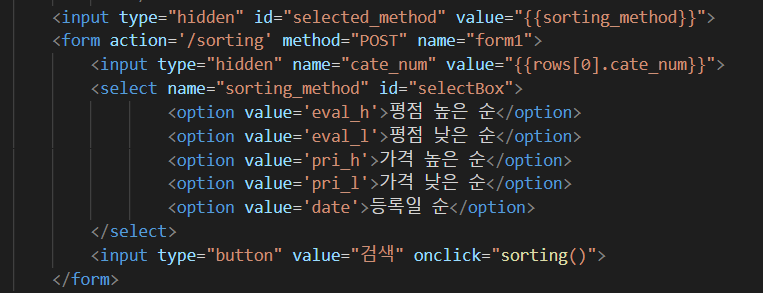 <input type="hidden" id="selected_method" value="{{sorting_method}}">
<form action='/sorting' method="POST" name="form1">
<input type="hidden" name="cate_num" value="{{rows[0].cate_num}}">
<select name="sorting_method" id="selectBox">
<option value='eval_h'>평점 높은 순</option>
<option value='eval_l'>평점 낮은 순</option>
<option value='pri_h'>가격 높은 순</option>
<option value='pri_l'>가격 낮은 순</option>
<option value='date'>등록일 순</option>
</select>
<input type="button" value="검색" onclick="sorting()">
</form>